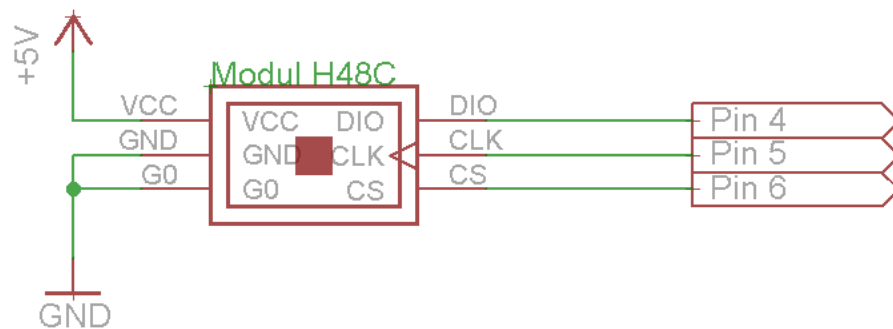 +5V
Modul H48C
VCC
GND
G0
VCC
GND
G0
DIO
CLK
CS
DIO
CLK
CS
Pin 4
Pin 5
Pin 6
GND